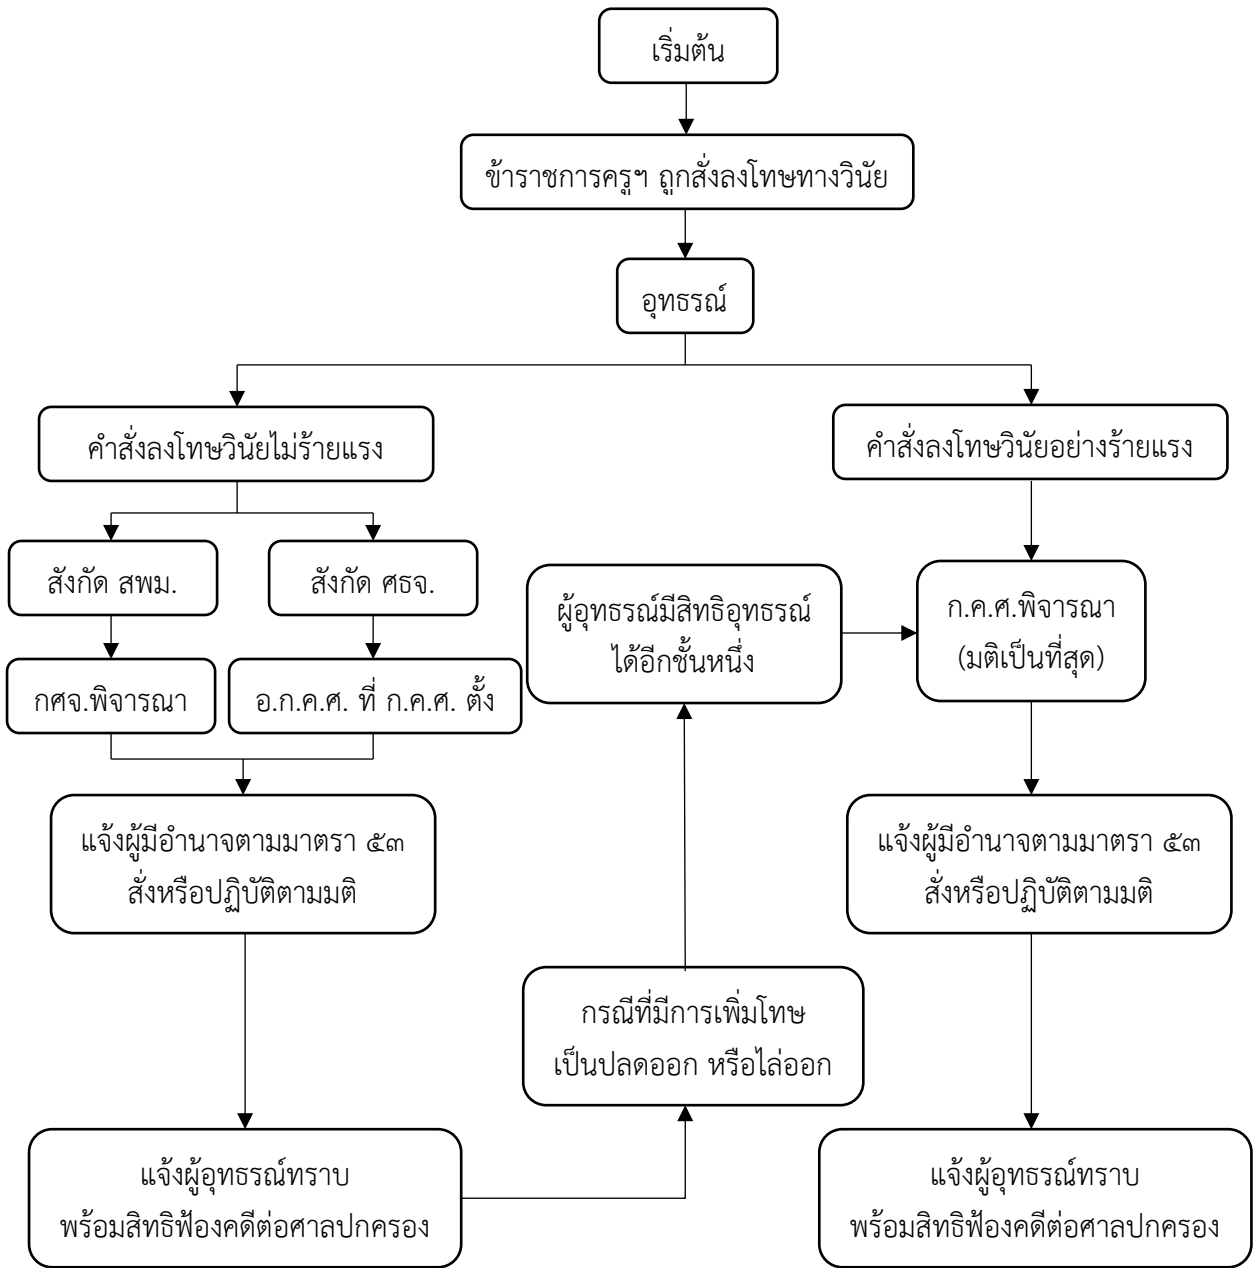 เริ่มต้น
ข้าราชการครูฯ ถูกสั่งลงโทษทางวินัย
อุทธรณ์
คำสั่งลงโทษวินัยไม่ร้ายแรง
คำสั่งลงโทษวินัยอย่างร้ายแรง
สังกัด สพม.
สังกัด ศธจ.
ผู้อุทธรณ์มีสิทธิอุทธรณ์
ได้อีกชั้นหนึ่ง
ก.ค.ศ.พิจารณา
(มติเป็นที่สุด)
กศจ.พิจารณา
อ.ก.ค.ศ. ที่ ก.ค.ศ. ตั้ง
แจ้งผู้มีอำนาจตามมาตรา ๕๓
สั่งหรือปฏิบัติตามมติ
แจ้งผู้มีอำนาจตามมาตรา ๕๓
สั่งหรือปฏิบัติตามมติ
กรณีที่มีการเพิ่มโทษ
เป็นปลดออก หรือไล่ออก
แจ้งผู้อุทธรณ์ทราบ
พร้อมสิทธิฟ้องคดีต่อศาลปกครอง
แจ้งผู้อุทธรณ์ทราบ
พร้อมสิทธิฟ้องคดีต่อศาลปกครอง